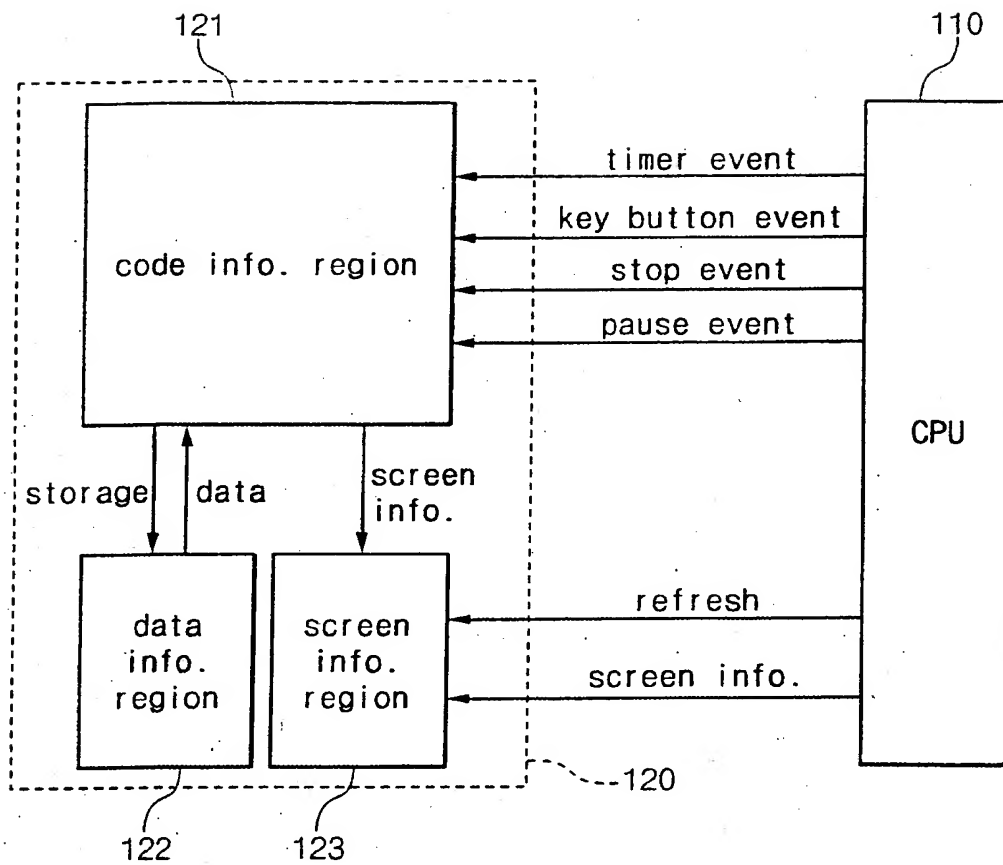 121
110
timer event
key button event
code info. region
stop event
pause event
CPU
storage
data
screen
info.
data
info.
region
screen
info.
region
refresh
screen info.
120
122
123